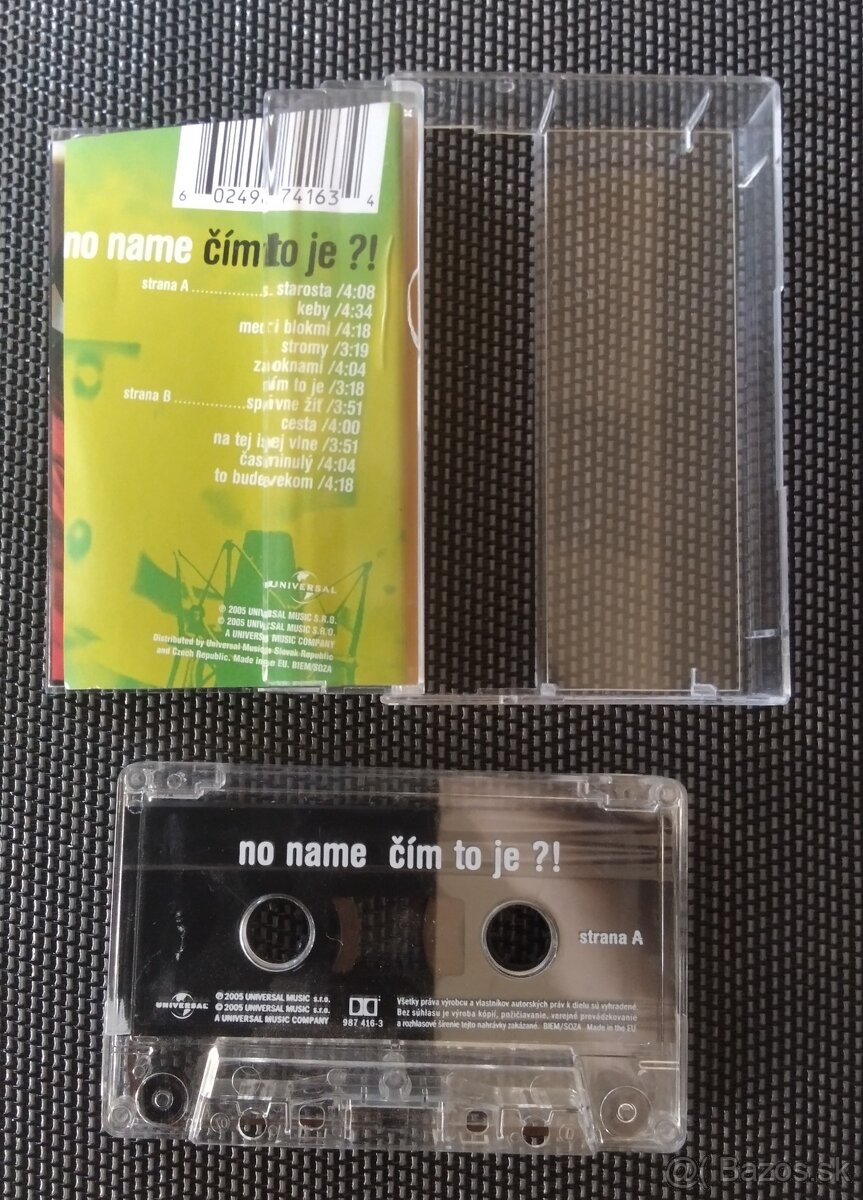 6 0249 74163 4
no name čím to je ?!
strana A .............. starosta /4:08
keby /4:34
medzi blokmi /4:18
stromy /3:19
za oknami /4:04
čím to je /3:18
strana B .............. správne žiť /3:51
cesta /4:00
na tej istej vlne /3:51
čas minulý /4:04
to bude vekom /4:18
UNIVERSAL
℗ 2005 UNIVERSAL MUSIC S.R.O.
© 2005 UNIVERSAL MUSIC S.R.O.
A UNIVERSAL MUSIC COMPANY
Distributed by Universal Music Slovak Republic
and Czech Republic. Made in the EU. BIEM/SOZA
no name čím to je ?!
strana A
UNIVERSAL
℗ 2005 UNIVERSAL MUSIC s.r.o.
© 2005 UNIVERSAL MUSIC s.r.o.
A UNIVERSAL MUSIC COMPANY
987 416-3
Všetky práva výrobcu a vlastníkov autorských práv k dielu sú vyhradené.
Bez súhlasu je výroba kópií, požičiavanie, verejné prevádzkovanie
a rozhlasové šírenie tejto nahrávky zakázané. BIEM/SOZA Made in the EU
@( Bazos.sk